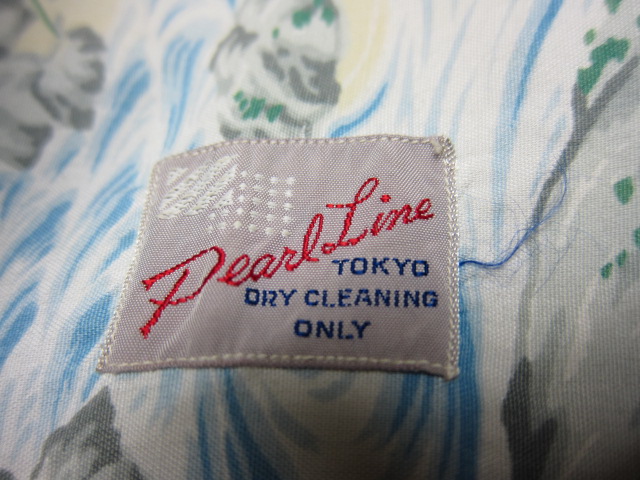 Pearl Line
TOKYO
DRY CLEANING
ONLY